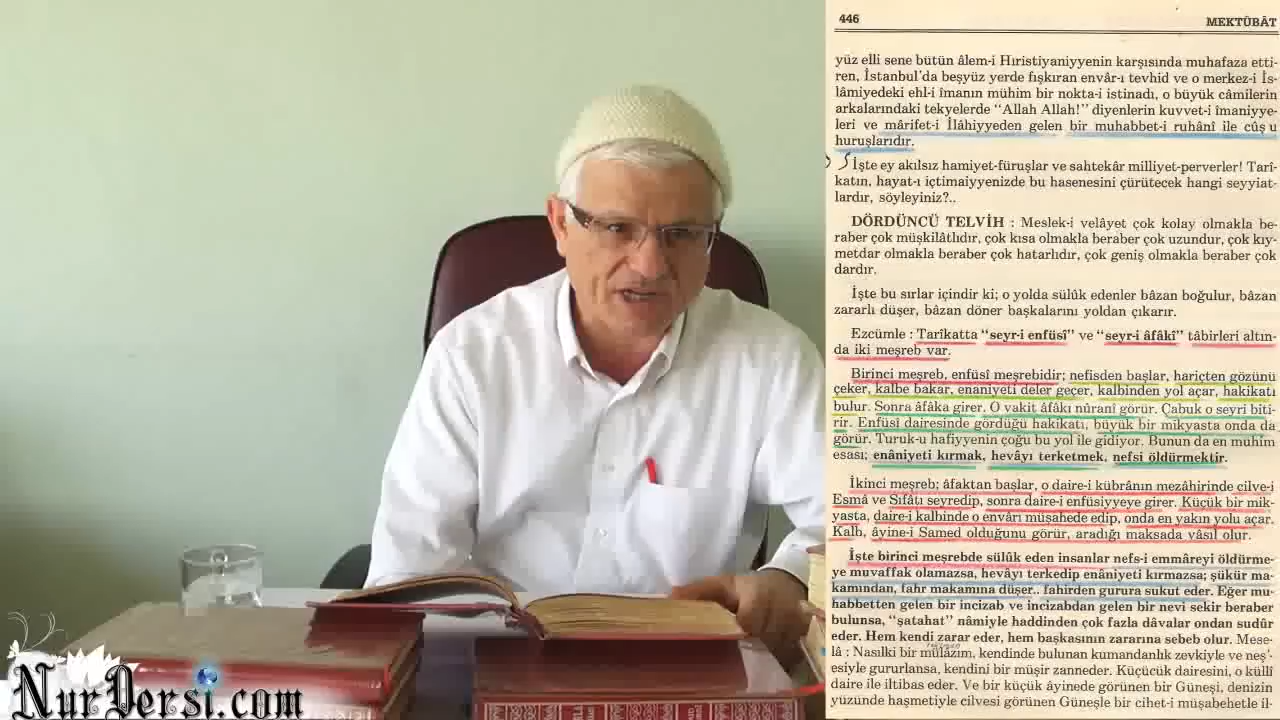 446
MEKTÛBÂT
yüz elli sene bütün âlem-i Hıristiyaniyyenin karşısında muhafaza etti-
ren, İstanbul'da beşyüz yerde fışkıran envâr-ı tevhid ve o merkez-i İs-
lâmiyedeki ehl-i îmanın mühim bir nokta-i istinadı, o büyük câmilerin
arkalarındaki tekyelerde "Allah Allah!" diyenlerin kuvvet-i îmaniyye-
leri ve mârifet-i İlâhiyyeden gelen bir muhabbet-i ruhânî ile cûş u
huruşlarıdır.
İşte ey akılsız hamiyet-füruşlar ve sahtekâr milliyet-perverler! Tarî-
katın, hayat-ı içtimaiyyenizde bu hasenesini çürütecek hangi seyyiat-
lardır, söyleyiniz?..
DÖRDÜNCÜ TELVİH : Meslek-i velâyet çok kolay olmakla be-
raber çok müşkilâtlıdır, çok kısa olmakla beraber çok uzundur, çok kıy-
metdar olmakla beraber çok hatarlıdır, çok geniş olmakla beraber çok
dardır.
İşte bu sırlar içindir ki; o yolda sülûk edenler bâzan boğulur, bâzan
zararlı düşer, bâzan döner başkalarını yoldan çıkarır.
Ezcümle : Tarîkatta "seyr-i enfüsî" ve "seyr-i âfâkî" tâbirleri altın-
da iki meşreb var.
Birinci meşreb, enfüsî meşrebidir; nefisden başlar, hariçten gözünü
çeker, kalbe bakar, enaniyeti deler geçer, kalbinden yol açar, hakikatı
bulur. Sonra âfâka girer. O vakit âfâkı nûranî görür. Çabuk o seyri biti-
rir. Enfüsî dairesinde gördüğü hakikatı, büyük bir mikyasta onda da
görür. Turuk-u hafiyyenin çoğu bu yol ile gidiyor. Bunun da en mühim
esası; enâniyeti kırmak, hevâyı terketmek, nefsi öldürmektir.
İkinci meşreb; âfaktan başlar, o daire-i kübrânın mezâhirinde cilve-i
Esmâ ve Sıfâtı seyredip, sonra daire-i enfüsiyyeye girer. Küçük bir mik-
yasta, daire-i kalbinde o envârı müşahede edip, onda en yakın yolu açar.
Kalb, âyine-i Samed olduğunu görür, aradığı maksada vâsıl olur.
İşte birinci meşrebde sülûk eden insanlar nefs-i emmâreyi öldürme-
ye muvaffak olamazsa, hevâyı terkedip enâniyeti kırmazsa; şükür ma-
kamından, fahr makamına düşer.. fahirden gurura sukut eder. Eğer mu-
habbetten gelen bir incizab ve incizabdan gelen bir nevi sekir beraber
bulunsa, "şatahat" nâmiyle haddinden çok fazla dâvalar ondan sudûr
eder. Hem kendi zarar eder, hem başkasının zararına sebeb olur. Mese-
lâ : Nasılki bir mülâzım, kendinde bulunan kumandanlık zevkiyle ve neş'-
esiyle gururlansa, kendini bir müşir zanneder. Küçücük dairesini, o küllî
daire ile iltibas eder. Ve bir küçük âyinede görünen bir Güneşi, denizin
yüzünde haşmetiyle cilvesi görünen Güneşle bir cihet-i müşabehetle il-
NurDersi.com